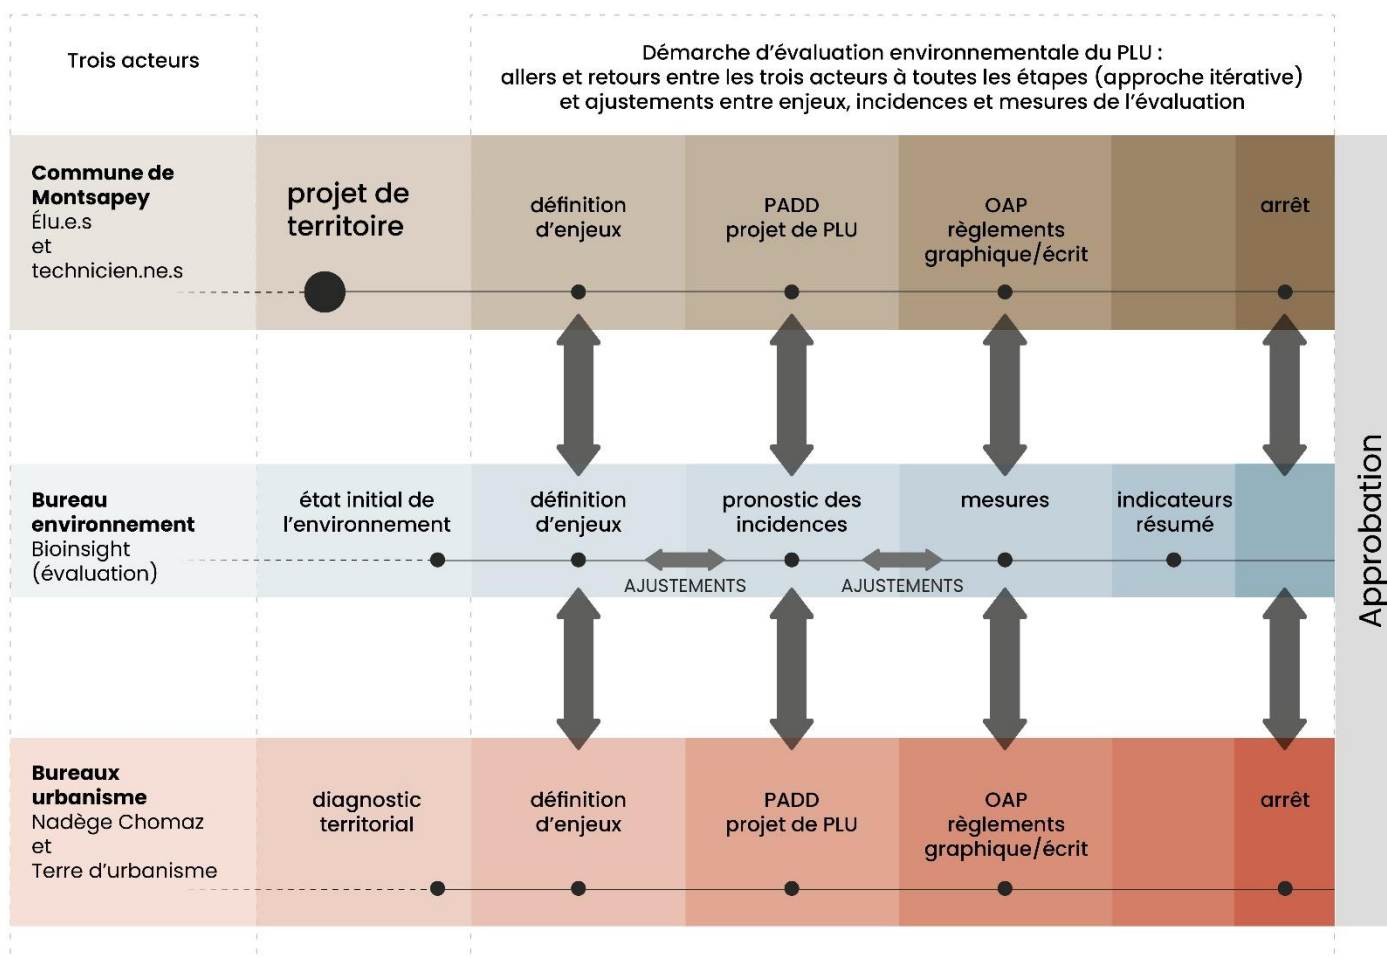 Trois acteurs
Démarche d'évaluation environnementale du PLU :
allers et retours entre les trois acteurs à toutes les étapes (approche itérative)
et ajustements entre enjeux, incidences et mesures de l'évaluation
Commune de
Montsapey
Élu.e.s
et
technicien.ne.s
projet de
territoire
définition
d'enjeux
PADD
projet de PLU
OAP
règlements
graphique/écrit
arrêt
Bureau
environnement
Bioinsight
(évaluation)
état initial de
l'environnement
définition
d'enjeux
pronostic des
incidences
mesures
indicateurs
résumé
AJUSTEMENTS
AJUSTEMENTS
Bureaux
urbanisme
Nadège Chomaz
et
Terre d'urbanisme
diagnostic
territorial
définition
d'enjeux
PADD
projet de PLU
OAP
règlements
graphique/écrit
arrêt
Approbation